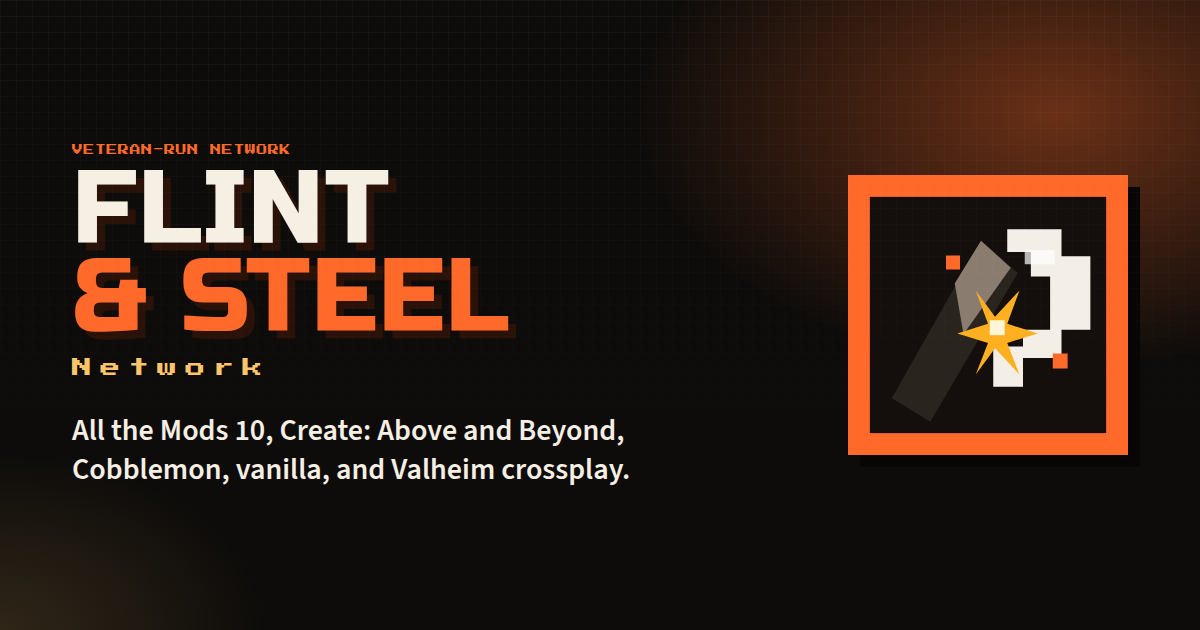 VETERAN-RUN NETWORK
FLINT
& STEEL
Network
All the Mods 10, Create: Above and Beyond,
Cobblemon, vanilla, and Valheim crossplay.